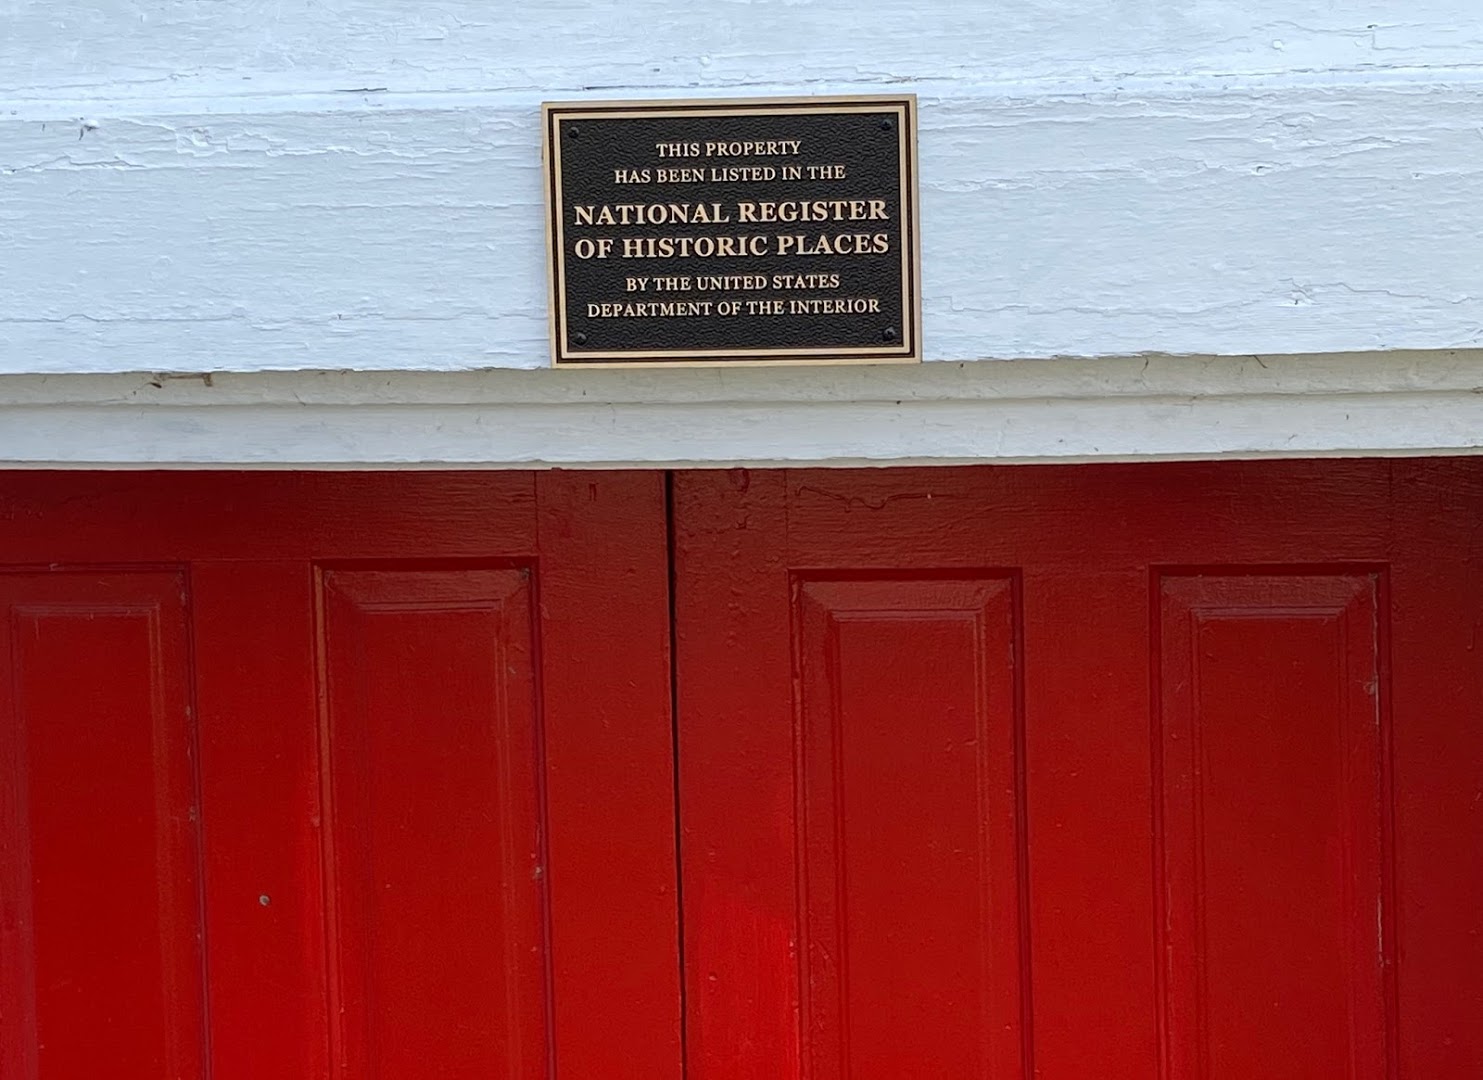 THIS PROPERTY
HAS BEEN LISTED IN THE
NATIONAL REGISTER
OF HISTORIC PLACES
BY THE UNITED STATES
DEPARTMENT OF THE INTERIOR